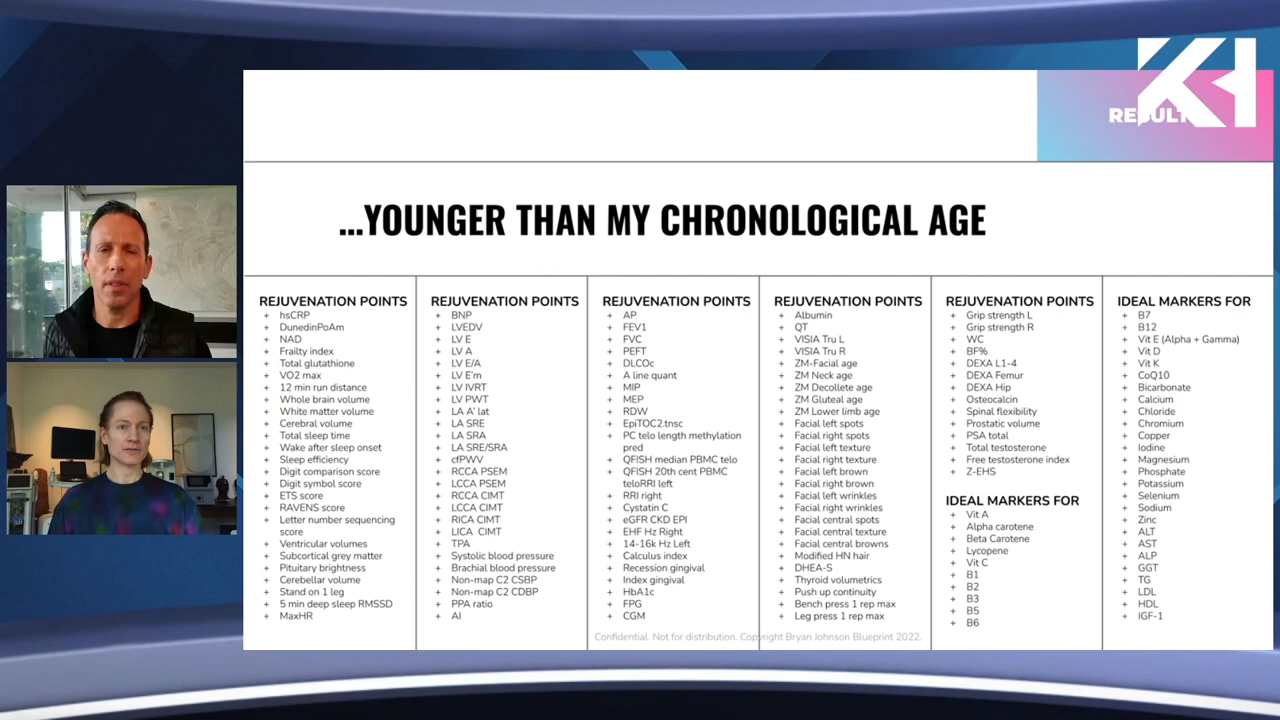 KH
RESULT
...YOUNGER THAN MY CHRONOLOGICAL AGE
REJUVENATION POINTS
+ hsCRP
+ DunedinPoAm
+ NAD
+ Frailty index
+ Total glutathione
+ VO2 max
+ 12 min run distance
+ Whole brain volume
+ White matter volume
+ Cerebral volume
+ Total sleep time
+ Wake after sleep onset
+ Sleep efficiency
+ Digit comparison score
+ Digit symbol score
+ ETS score
+ RAVENS score
+ Letter number sequencing
score
+ Ventricular volumes
+ Subcortical grey matter
+ Pituitary brightness
+ Cerebellar volume
+ Stand on 1 leg
+ 5 min deep sleep RMSSD
+ MaxHR
REJUVENATION POINTS
+ BNP
+ LVEDV
+ LV E
+ LV A
+ LV E/A
+ LV E'm
+ LV IVRT
+ LV PWT
+ LA A' lat
+ LA SRE
+ LA SRA
+ LA SRE/SRA
+ cfPWV
+ RCCA PSEM
+ LCCA PSEM
+ RCCA CIMT
+ LCCA CIMT
+ RICA CIMT
+ LICA CIMT
+ TPA
+ Systolic blood pressure
+ Brachial blood pressure
+ Non-map C2 CSBP
+ Non-map C2 CDBP
+ PPA ratio
+ AI
REJUVENATION POINTS
+ AP
+ FEV1
+ FVC
+ PEFT
+ DLCOc
+ A line quant
+ MIP
+ MEP
+ RDW
+ EpiTOC2.tnsc
+ PC telo length methylation
pred
+ QFISH median PBMC telo
+ QFISH 20th cent PBMC
teloRRI left
+ RRI right
+ Cystatin C
+ eGFR CKD EPI
+ EHF Hz Right
+ 14-16k Hz Left
+ Calculus index
+ Recession gingival
+ Index gingival
+ HbA1c
+ FPG
+ CGM
REJUVENATION POINTS
+ Albumin
+ QT
+ VISIA Tru L
+ VISIA Tru R
+ ZM-Facial age
+ ZM Neck age
+ ZM Decollete age
+ ZM Gluteal age
+ ZM Lower limb age
+ Facial left spots
+ Facial right spots
+ Facial left texture
+ Facial right texture
+ Facial left brown
+ Facial right brown
+ Facial left wrinkles
+ Facial right wrinkles
+ Facial central spots
+ Facial central texture
+ Facial central browns
+ Modified HN hair
+ DHEA-S
+ Thyroid volumetrics
+ Push up continuity
+ Bench press 1 rep max
+ Leg press 1 rep max
REJUVENATION POINTS
+ Grip strength L
+ Grip strength R
+ WC
+ BF%
+ DEXA L1-4
+ DEXA Femur
+ DEXA Hip
+ Osteocalcin
+ Spinal flexibility
+ Prostatic volume
+ PSA total
+ Total testosterone
+ Free testosterone index
+ Z-EHS
IDEAL MARKERS FOR
+ Vit A
+ Alpha carotene
+ Beta Carotene
+ Lycopene
+ Vit C
+ B1
+ B2
+ B3
+ B5
+ B6
IDEAL MARKERS FOR
+ B7
+ B12
+ Vit E (Alpha + Gamma)
+ Vit D
+ Vit K
+ CoQ10
+ Bicarbonate
+ Calcium
+ Chloride
+ Chromium
+ Copper
+ Iodine
+ Magnesium
+ Phosphate
+ Potassium
+ Selenium
+ Sodium
+ Zinc
+ ALT
+ AST
+ ALP
+ GGT
+ TG
+ LDL
+ HDL
+ IGF-1
Confidential. Not for distribution. Copyright Bryan Johnson Blueprint 2022.